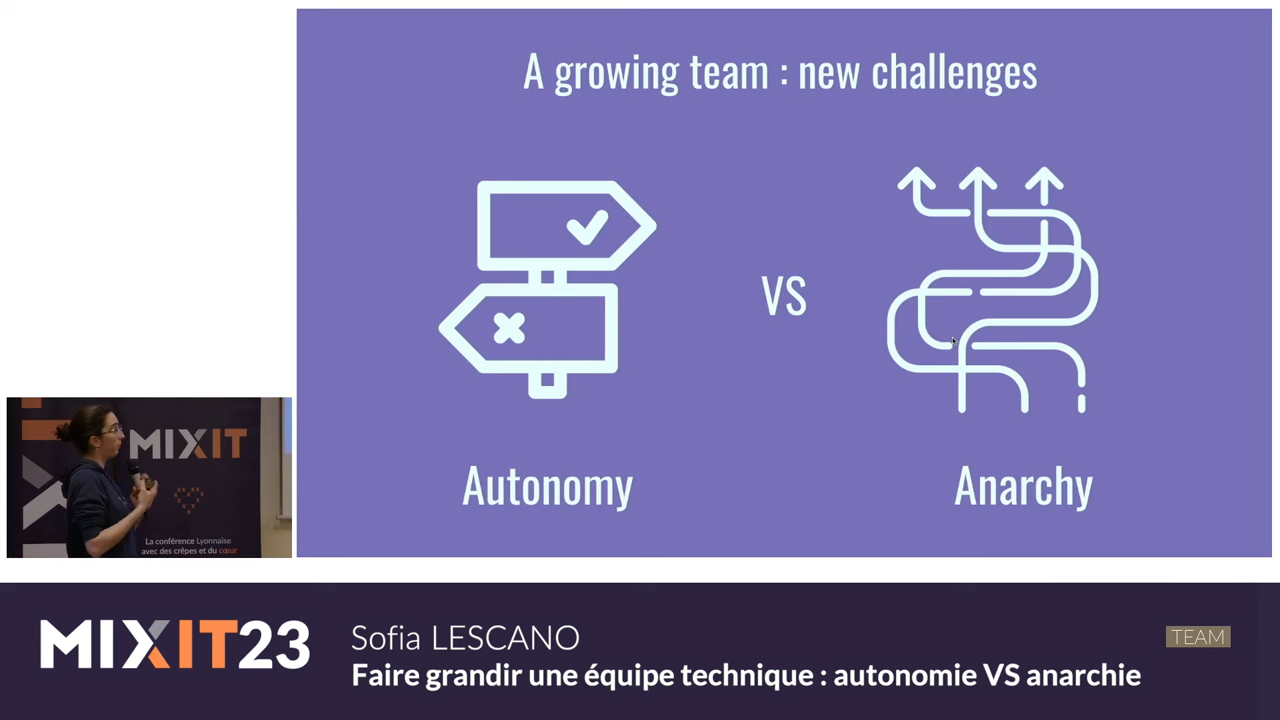 A growing team : new challenges
VS
Autonomy
Anarchy
MIXIT
La conférence Lyonnaise
avec des crêpes et du cœur
MIXIT23
Sofia LESCANO
TEAM
Faire grandir une équipe technique : autonomie VS anarchie